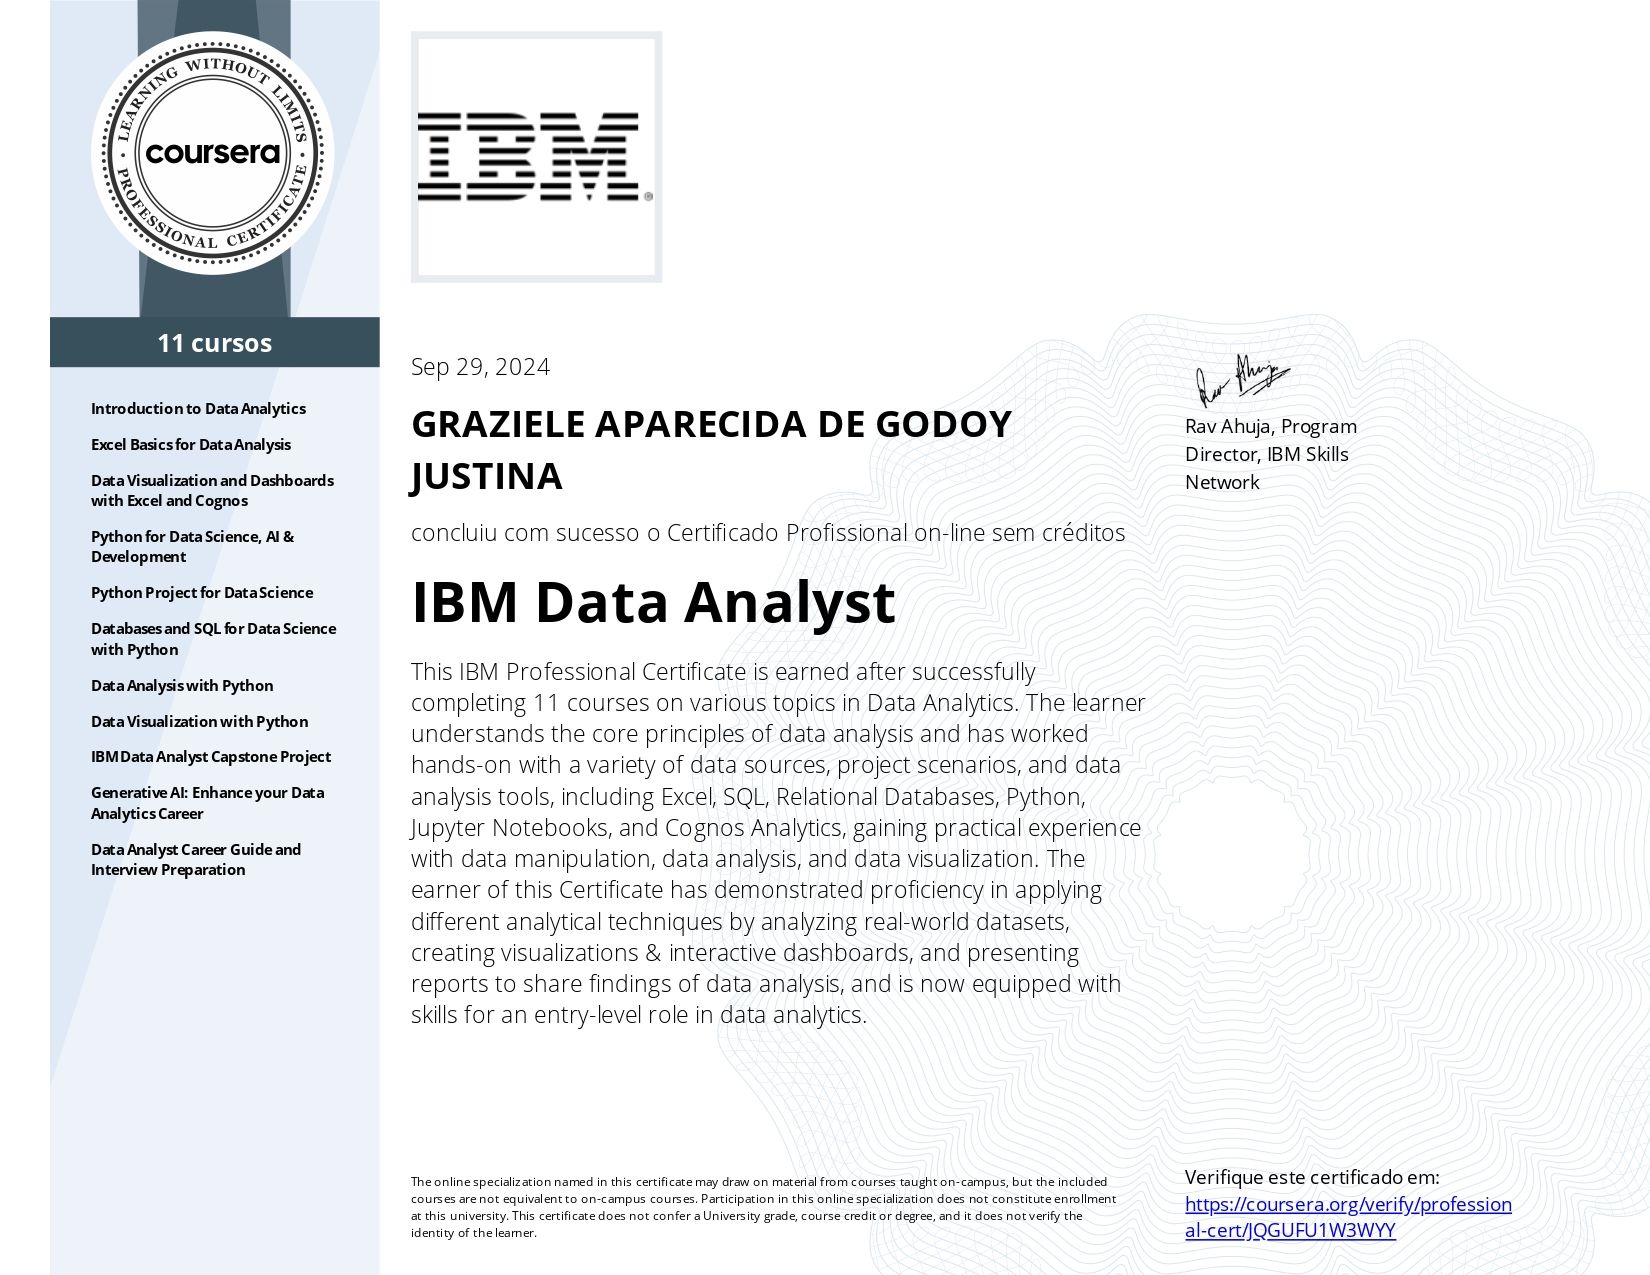 LEARNING WITHOUT LIMITS
coursera
PROFESSIONAL CERTIFICATE
11 cursos
Introduction to Data Analytics
Excel Basics for Data Analysis
Data Visualization and Dashboards
with Excel and Cognos
Python for Data Science, AI &
Development
Python Project for Data Science
Databases and SQL for Data Science
with Python
Data Analysis with Python
Data Visualization with Python
IBM Data Analyst Capstone Project
Generative AI: Enhance your Data
Analytics Career
Data Analyst Career Guide and
Interview Preparation
IBM®
Sep 29, 2024
GRAZIELE APARECIDA DE GODOY
JUSTINA
concluiu com sucesso o Certificado Profissional on-line sem créditos
IBM Data Analyst
This IBM Professional Certificate is earned after successfully
completing 11 courses on various topics in Data Analytics. The learner
understands the core principles of data analysis and has worked
hands-on with a variety of data sources, project scenarios, and data
analysis tools, including Excel, SQL, Relational Databases, Python,
Jupyter Notebooks, and Cognos Analytics, gaining practical experience
with data manipulation, data analysis, and data visualization. The
earner of this Certificate has demonstrated proficiency in applying
different analytical techniques by analyzing real-world datasets,
creating visualizations & interactive dashboards, and presenting
reports to share findings of data analysis, and is now equipped with
skills for an entry-level role in data analytics.
The online specialization named in this certificate may draw on material from courses taught on-campus, but the included
courses are not equivalent to on-campus courses. Participation in this online specialization does not constitute enrollment
at this university. This certificate does not confer a University grade, course credit or degree, and it does not verify the
identity of the learner.
Rav Ahuja
Rav Ahuja, Program
Director, IBM Skills
Network
Verifique este certificado em:
https://coursera.org/verify/profession
al-cert/JQGUFU1W3WYY